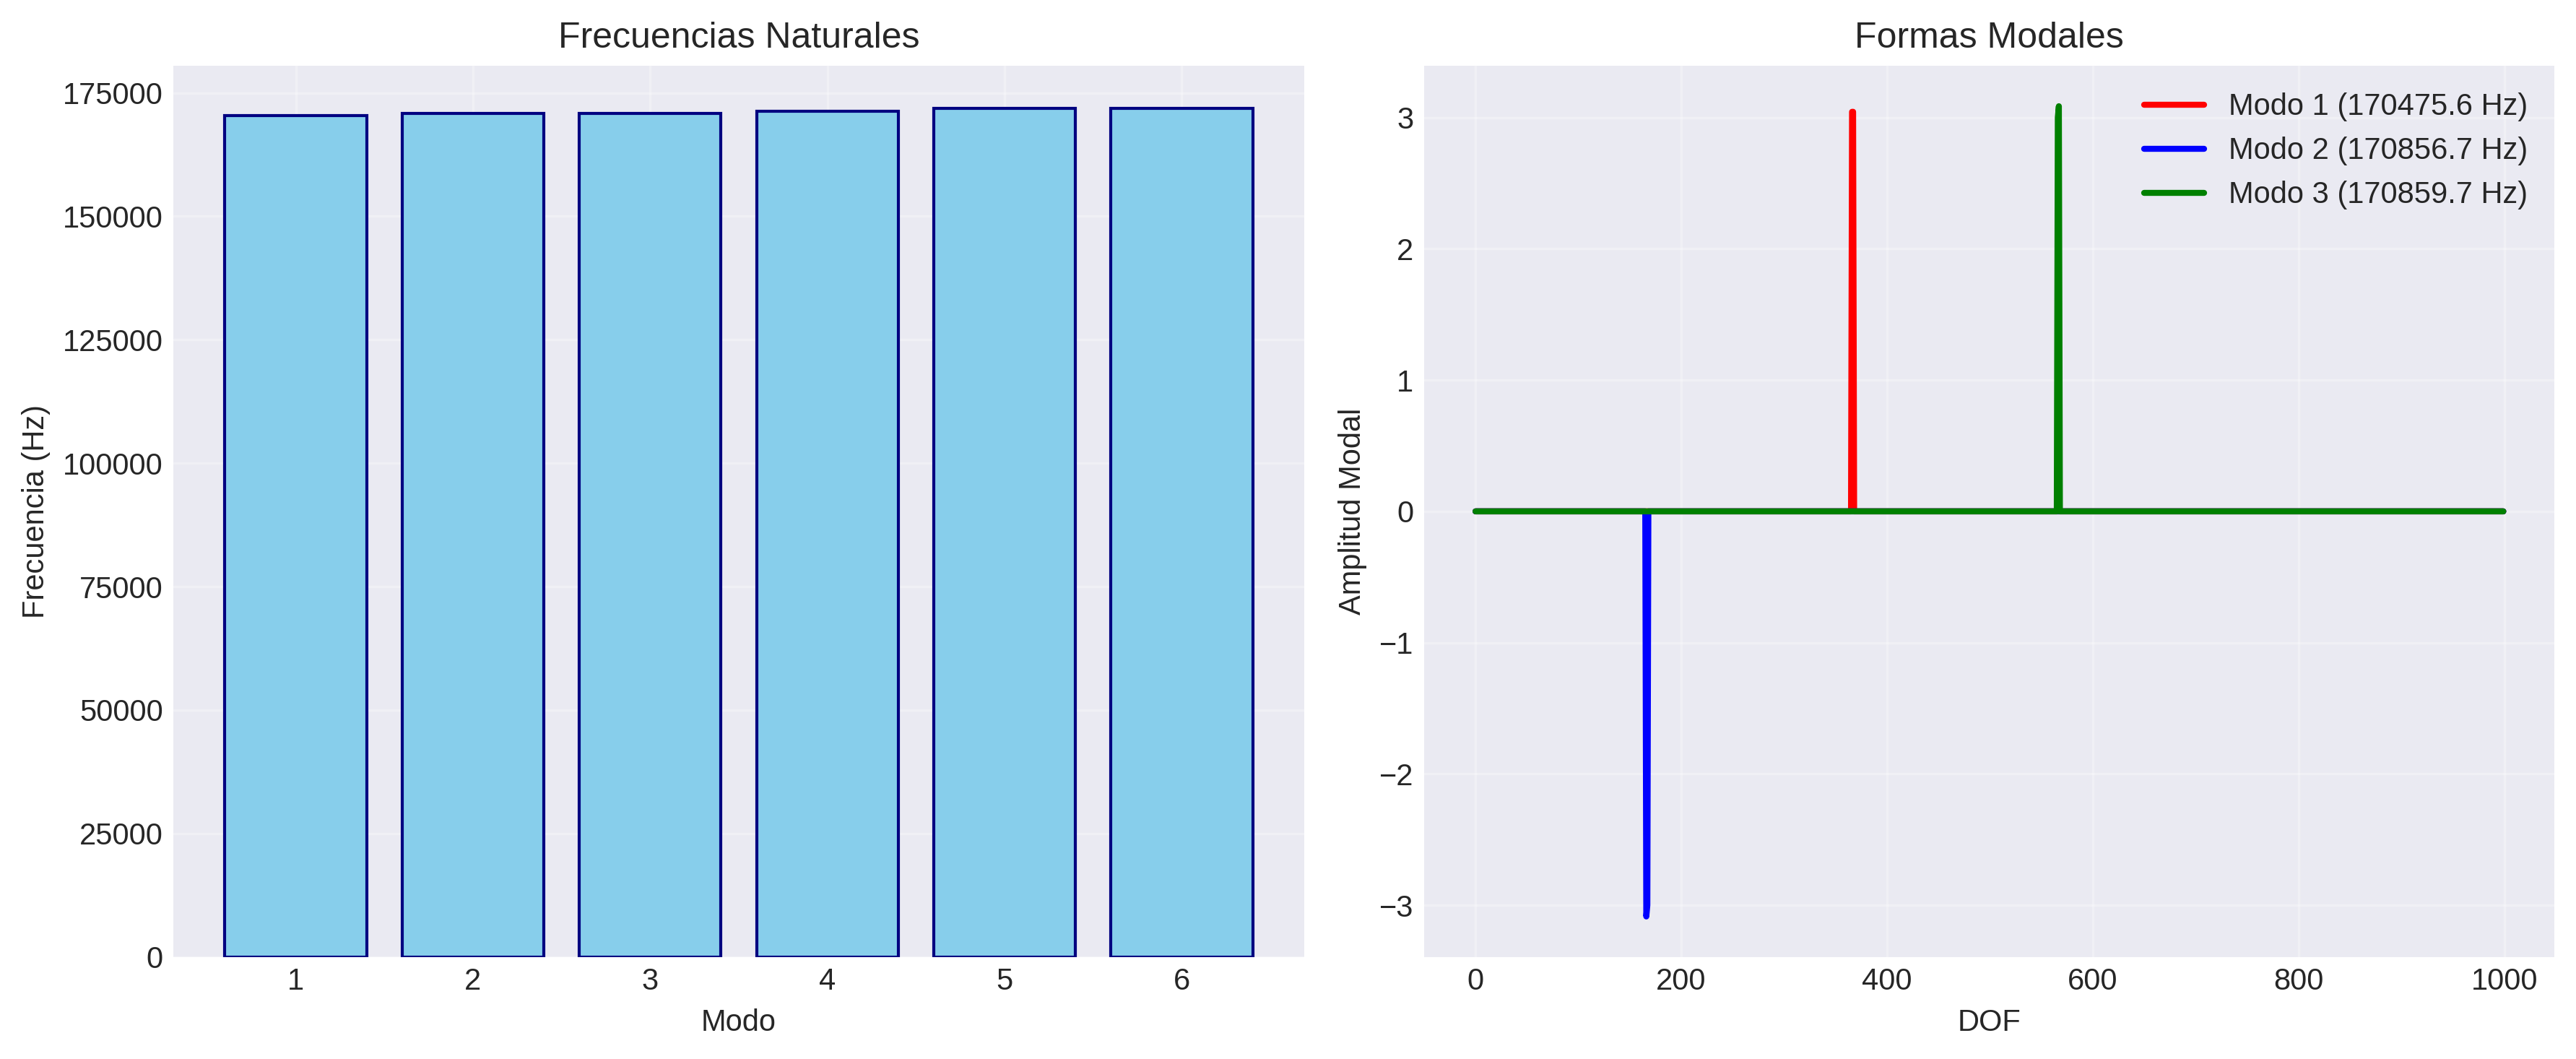 Frecuencias Naturales
175000
150000
125000
100000
75000
50000
25000
0
Frecuencia (Hz)
1 2 3 4 5 6
Modo
Formas Modales
Modo 1 (170475.6 Hz)
Modo 2 (170856.7 Hz)
Modo 3 (170859.7 Hz)
3
2
1
0
−1
−2
−3
Amplitud Modal
0 200 400 600 800 1000
DOF